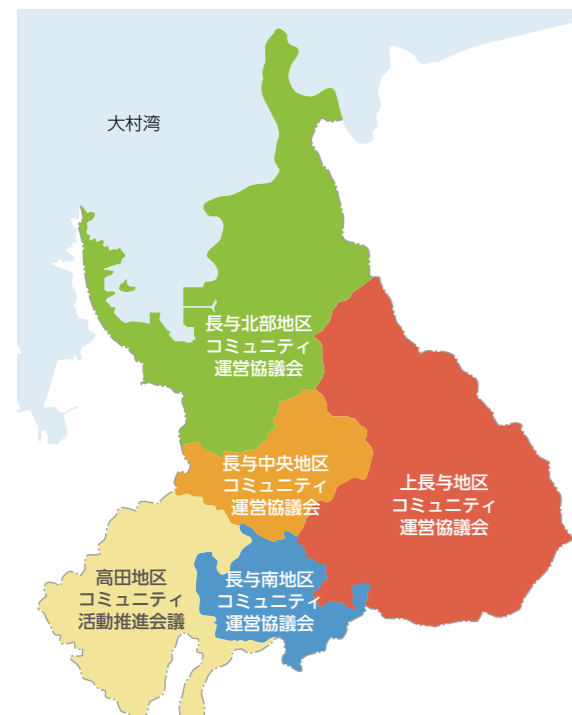 大村湾
長与北部地区
コミュニティ
運営協議会
長与中央地区
コミュニティ
運営協議会
上長与地区
コミュニティ
運営協議会
高田地区
コミュニティ
活動推進会議
長与南地区
コミュニティ
運営協議会